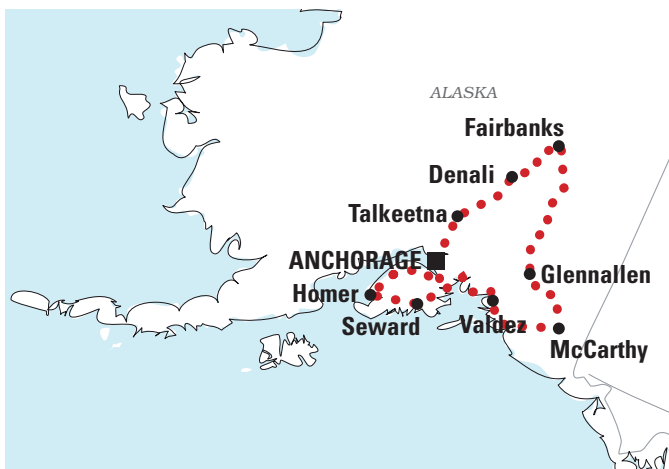 ALASKA
Fairbanks
Denali
Talkeetna
ANCHORAGE
Glennallen
Homer
Seward
Valdez
McCarthy